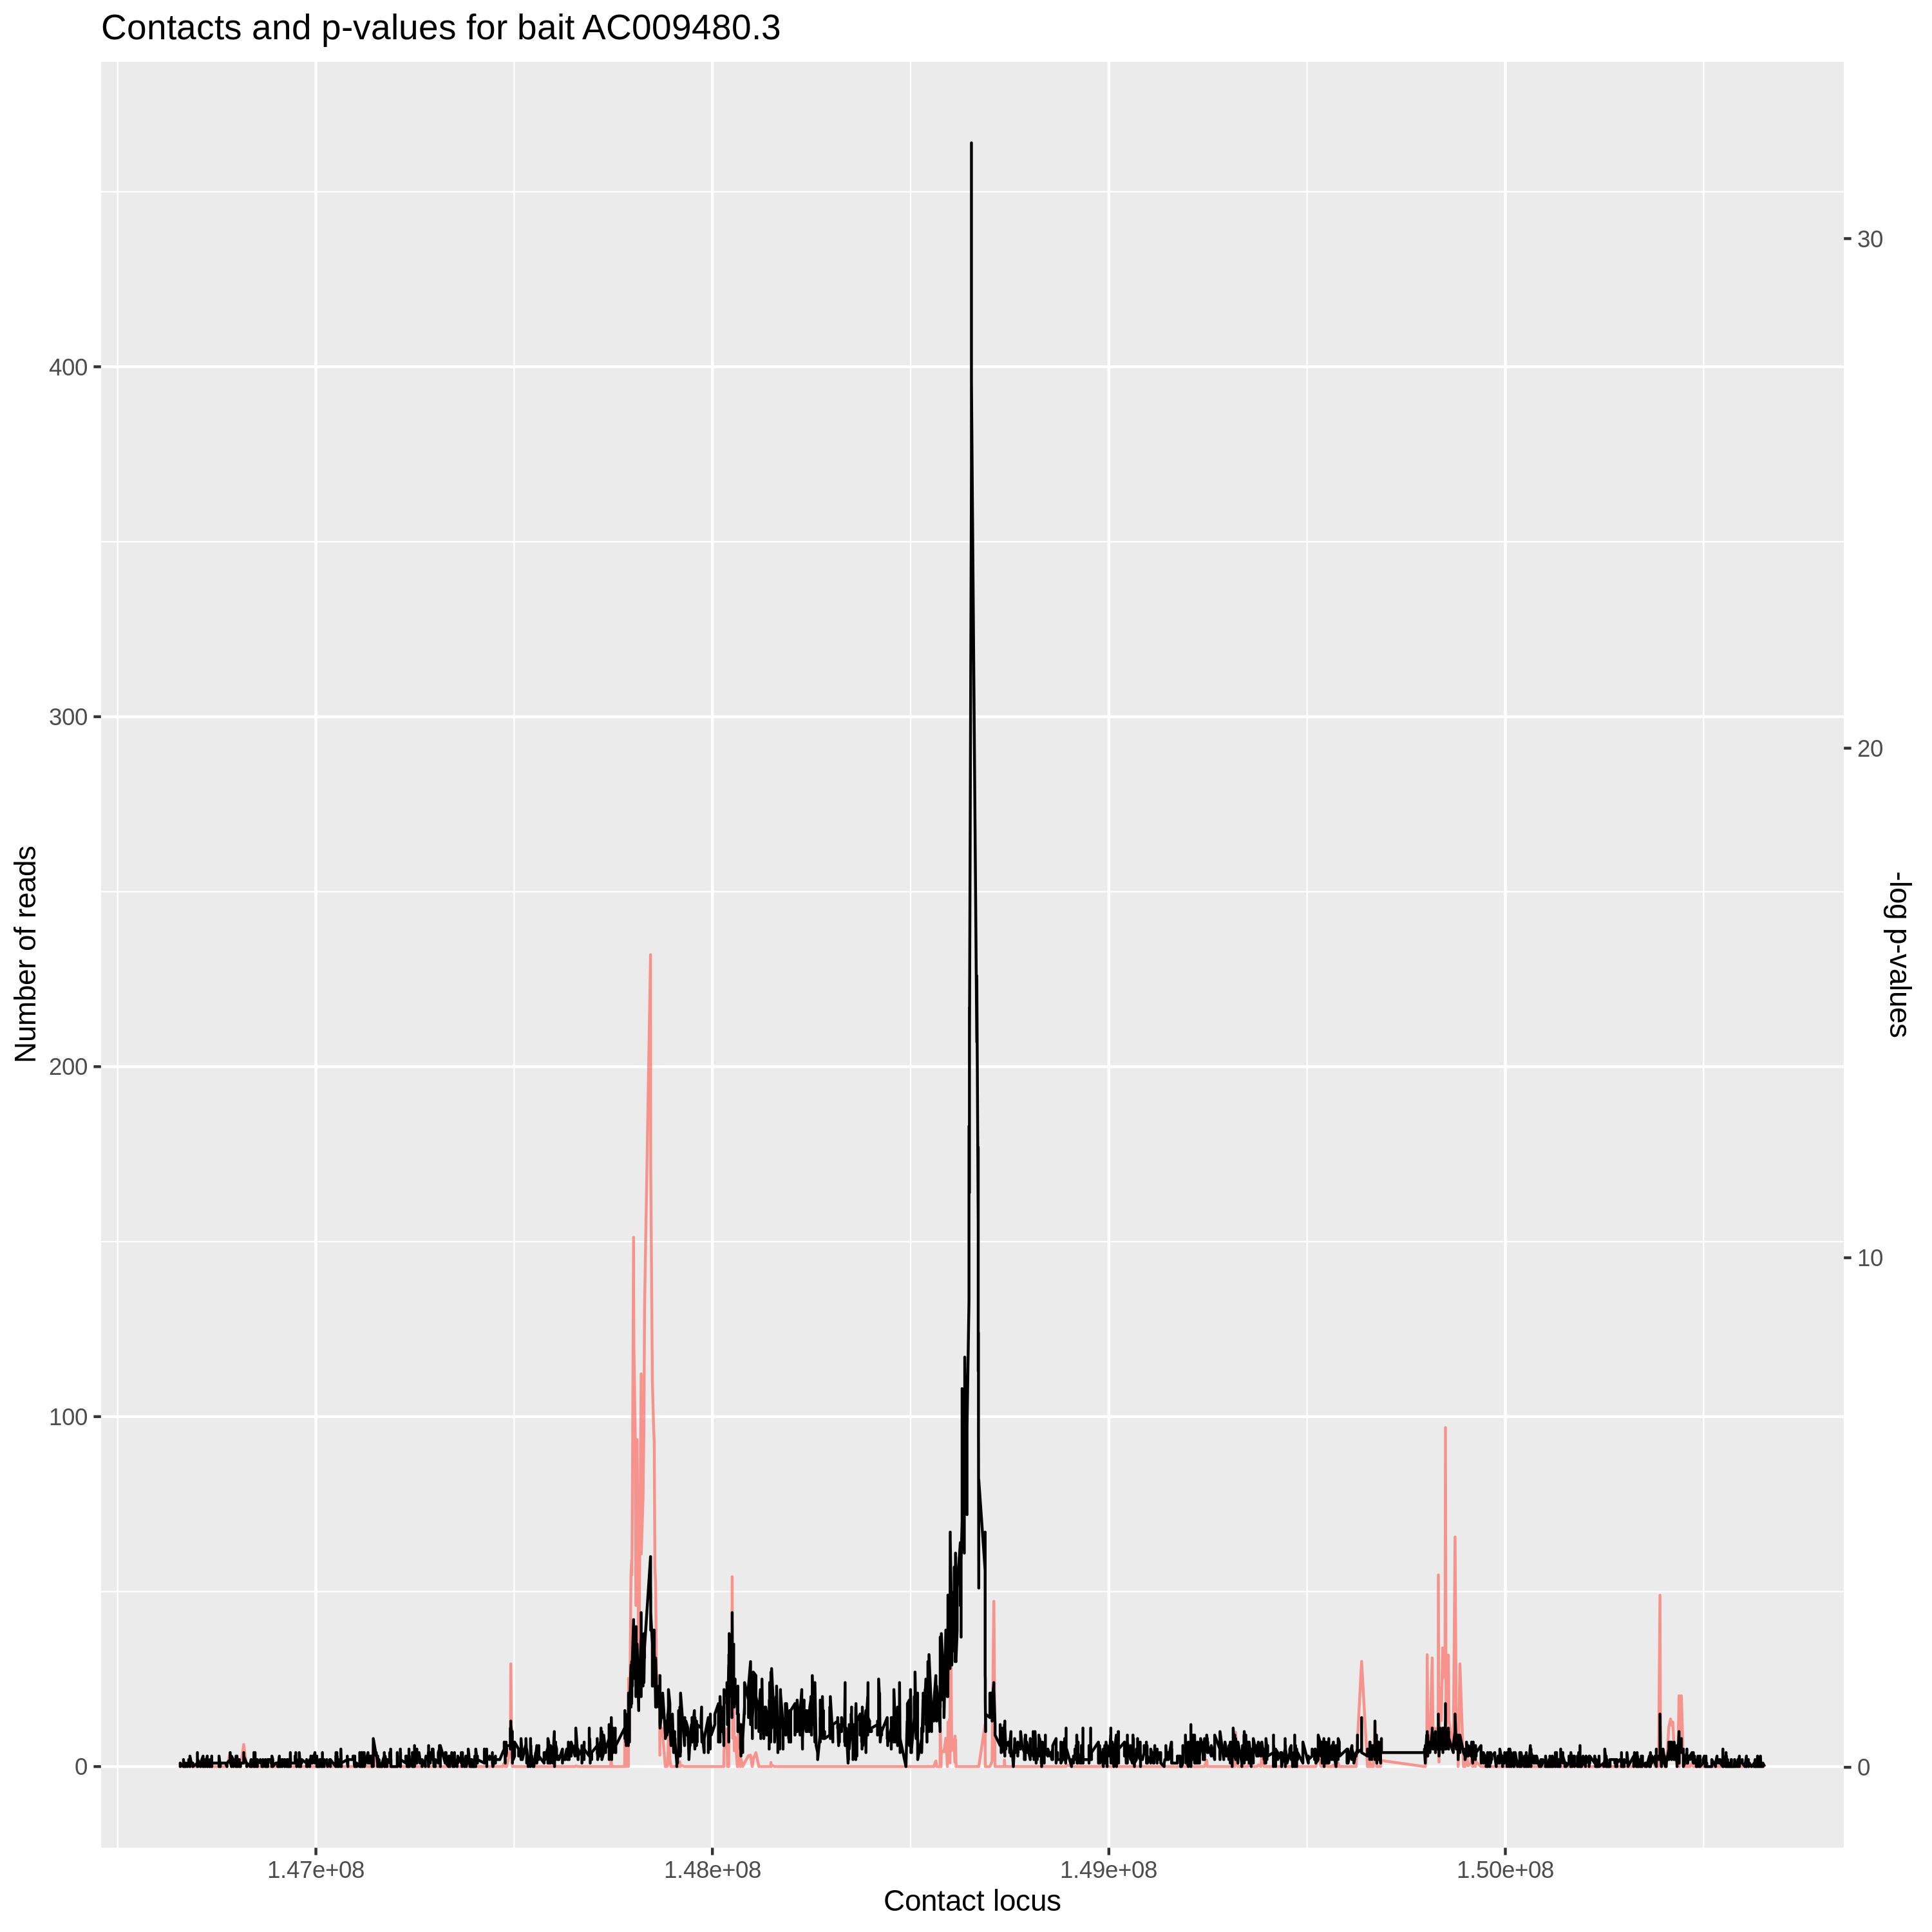 Contacts and p-values for bait AC009480.3
Number of reads
400
300
200
100
0
30
20
10
0
-log p-values
1.47e+08
1.48e+08
1.49e+08
1.50e+08
Contact locus